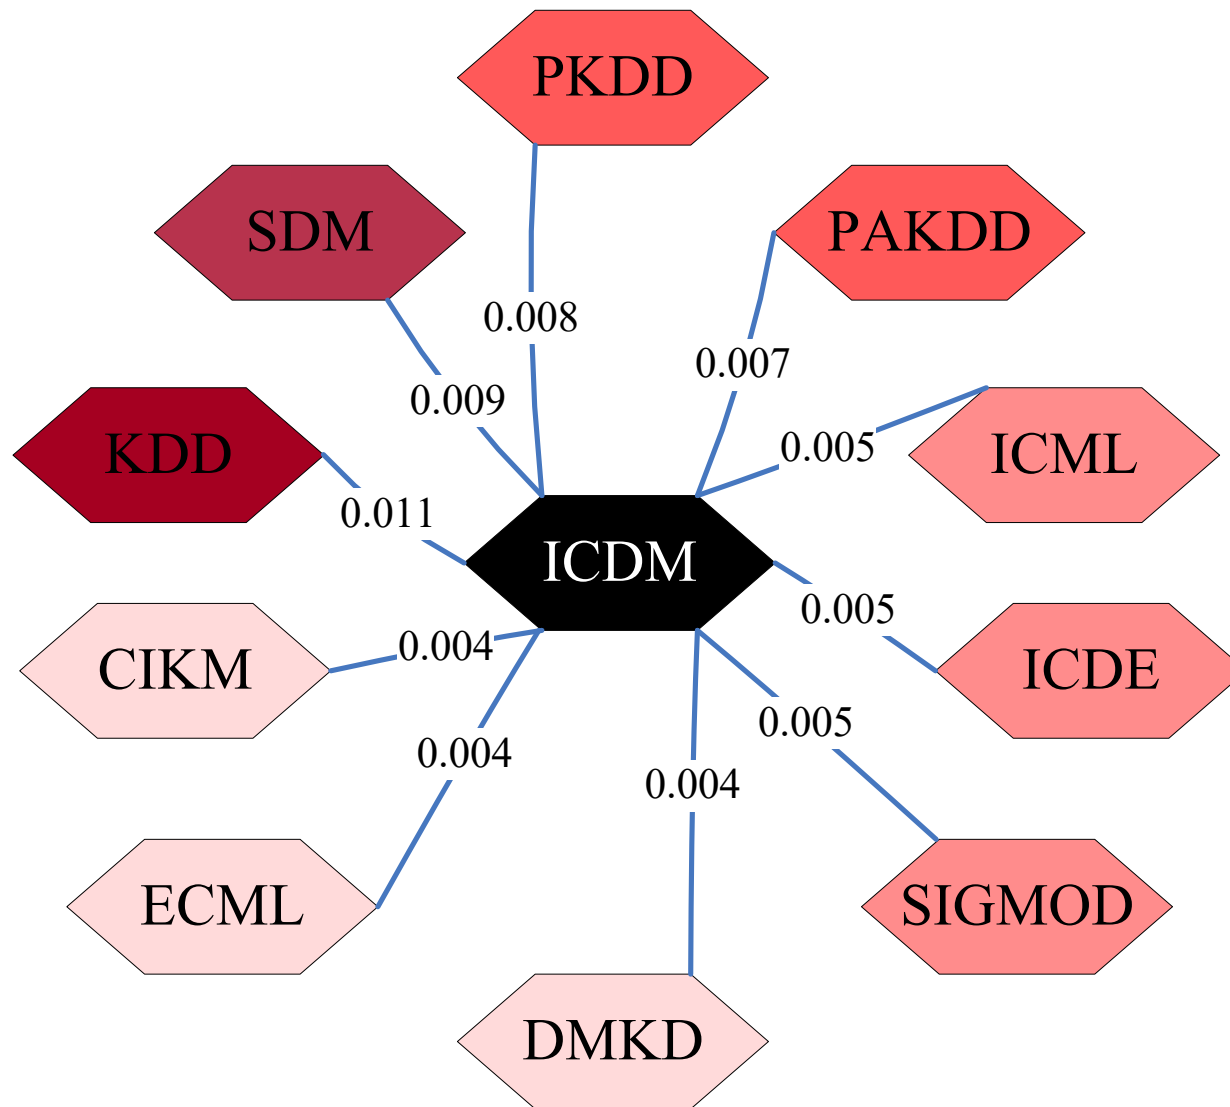 PKDD
SDM
PAKDD
0.008
0.007
0.009
KDD
0.005
ICML
0.011
ICDM
0.005
CIKM
0.004
ICDE
0.005
0.004
0.004
ECML
SIGMOD
DMKD